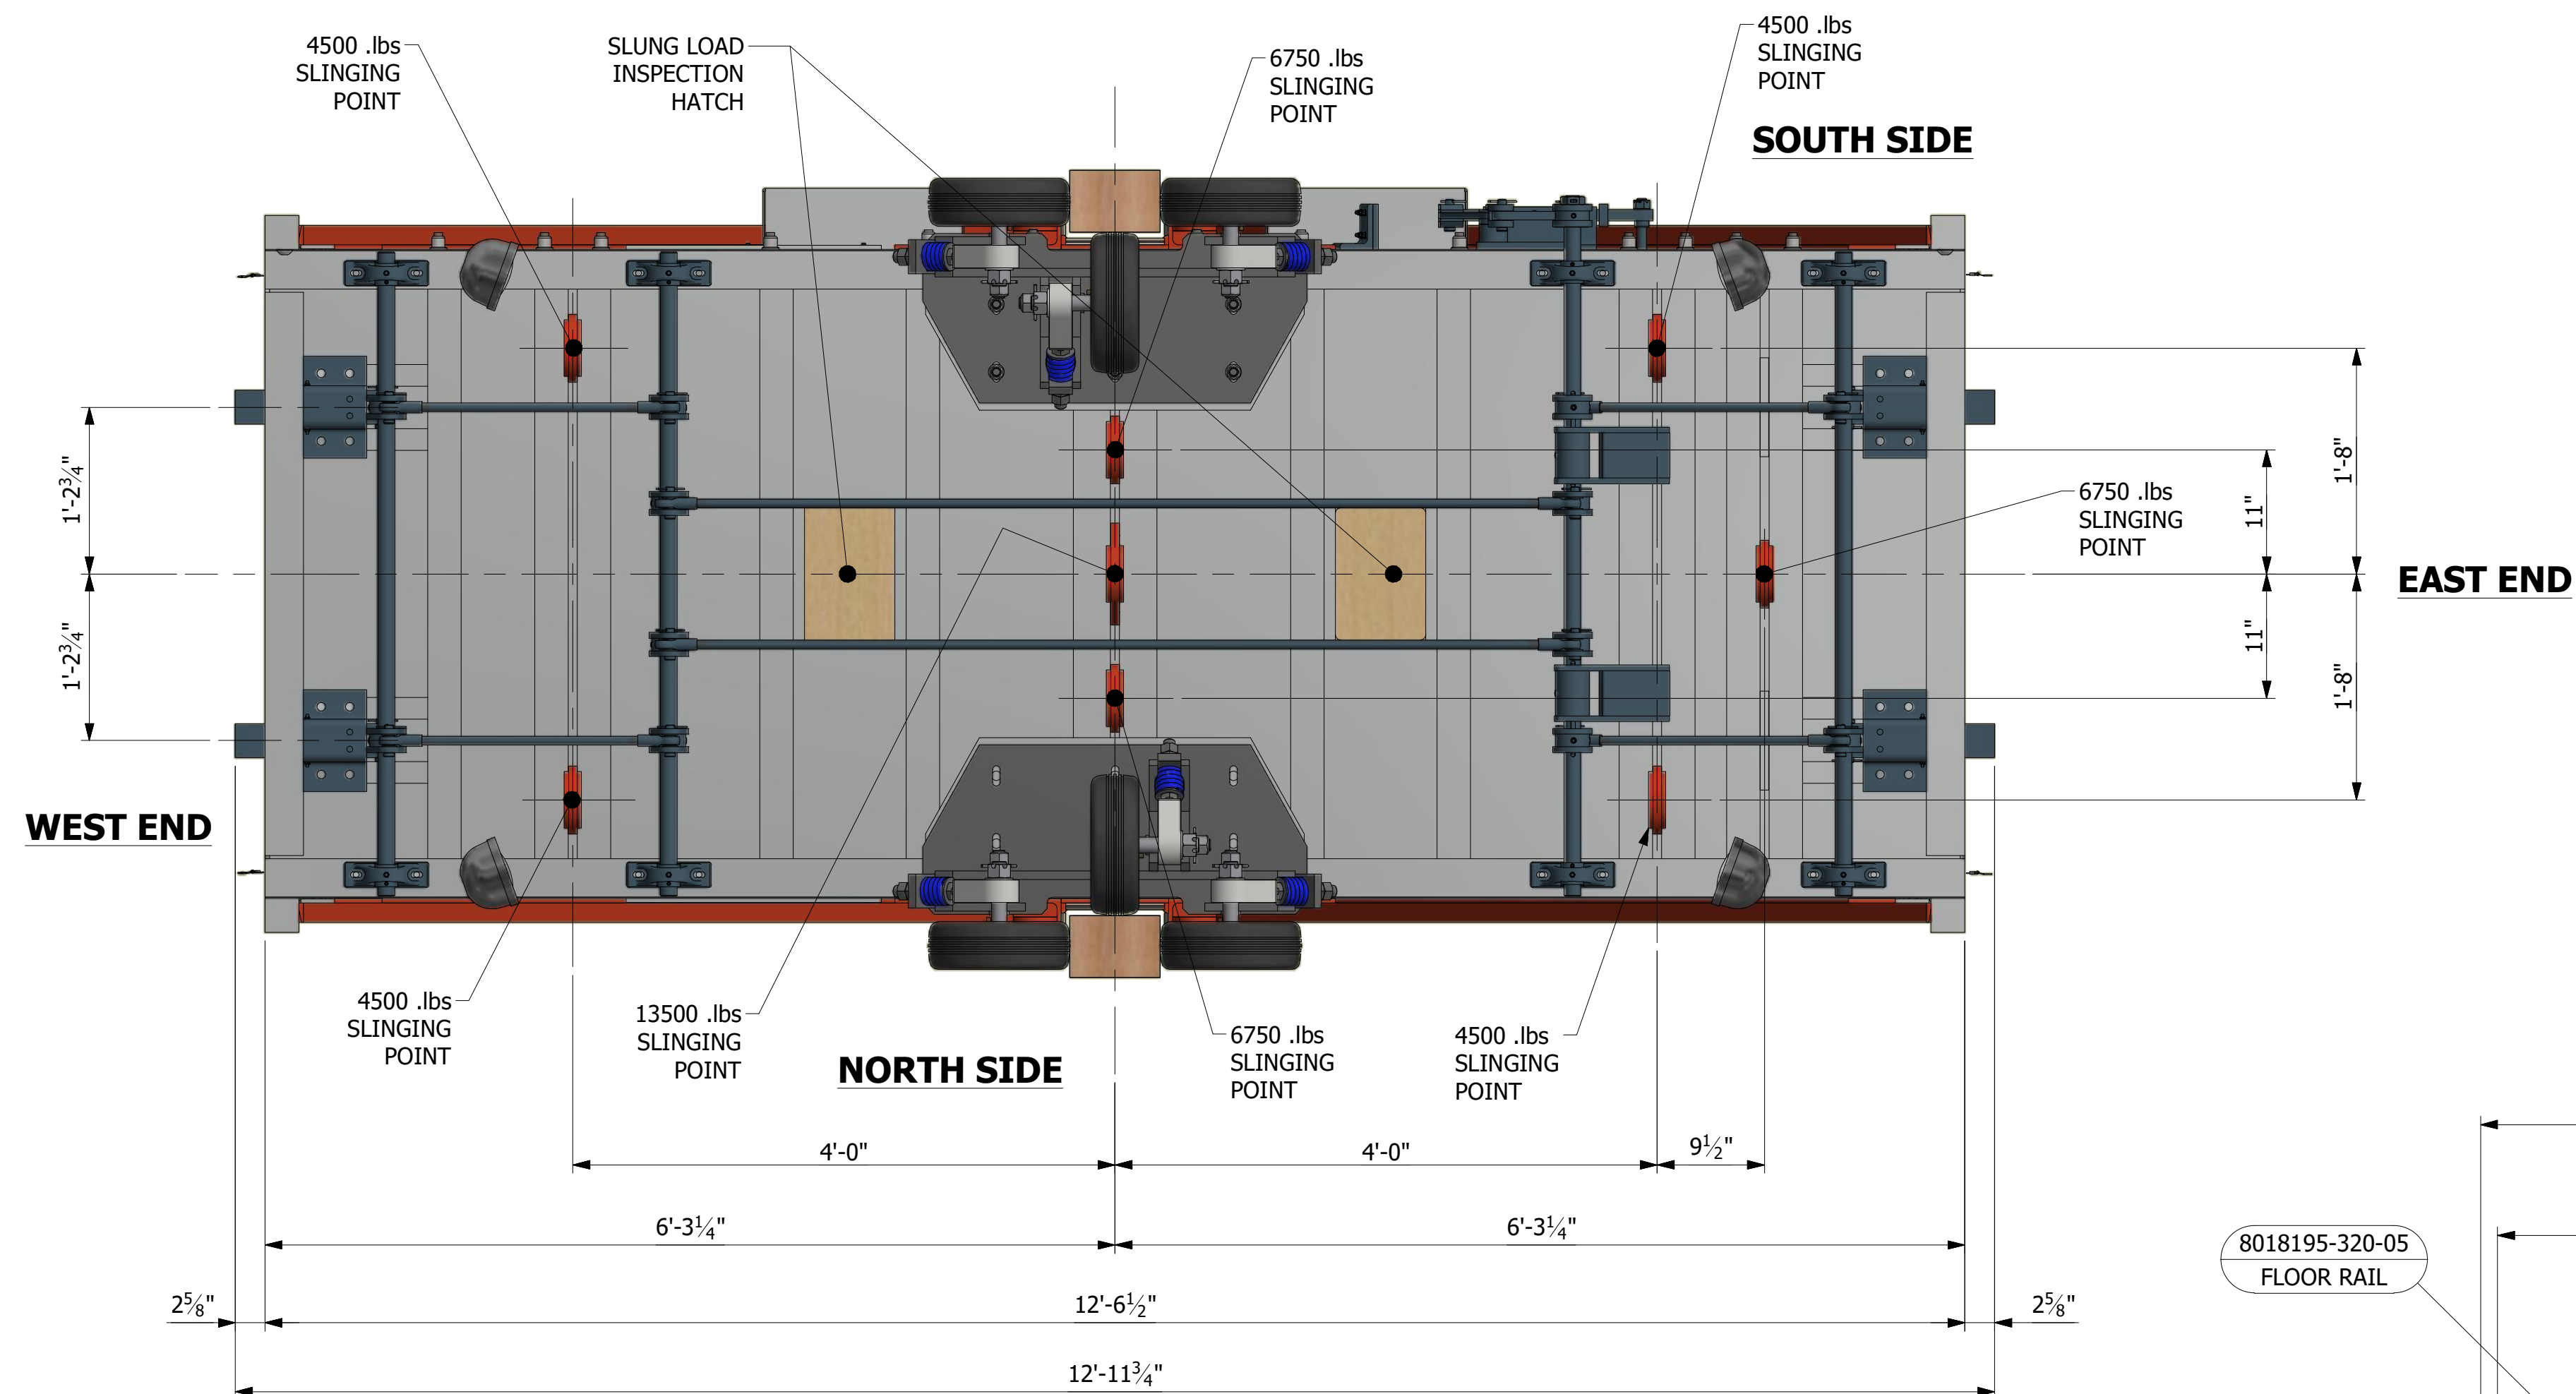 4500 .lbs
SLINGING
POINT
SLUNG LOAD
INSPECTION
HATCH
6750 .lbs
SLINGING
POINT
4500 .lbs
SLINGING
POINT
SOUTH SIDE
1'-2¾"
1'-2¾"
11"
11"
1'-8"
1'-8"
6750 .lbs
SLINGING
POINT
EAST END
WEST END
4500 .lbs
SLINGING
POINT
13500 .lbs
SLINGING
POINT
NORTH SIDE
6750 .lbs
SLINGING
POINT
4500 .lbs
SLINGING
POINT
4'-0"
4'-0"
9½"
6'-3¼"
6'-3¼"
8018195-320-05
FLOOR RAIL
2⅝"
12'-6½"
2⅝"
12'-11¾"